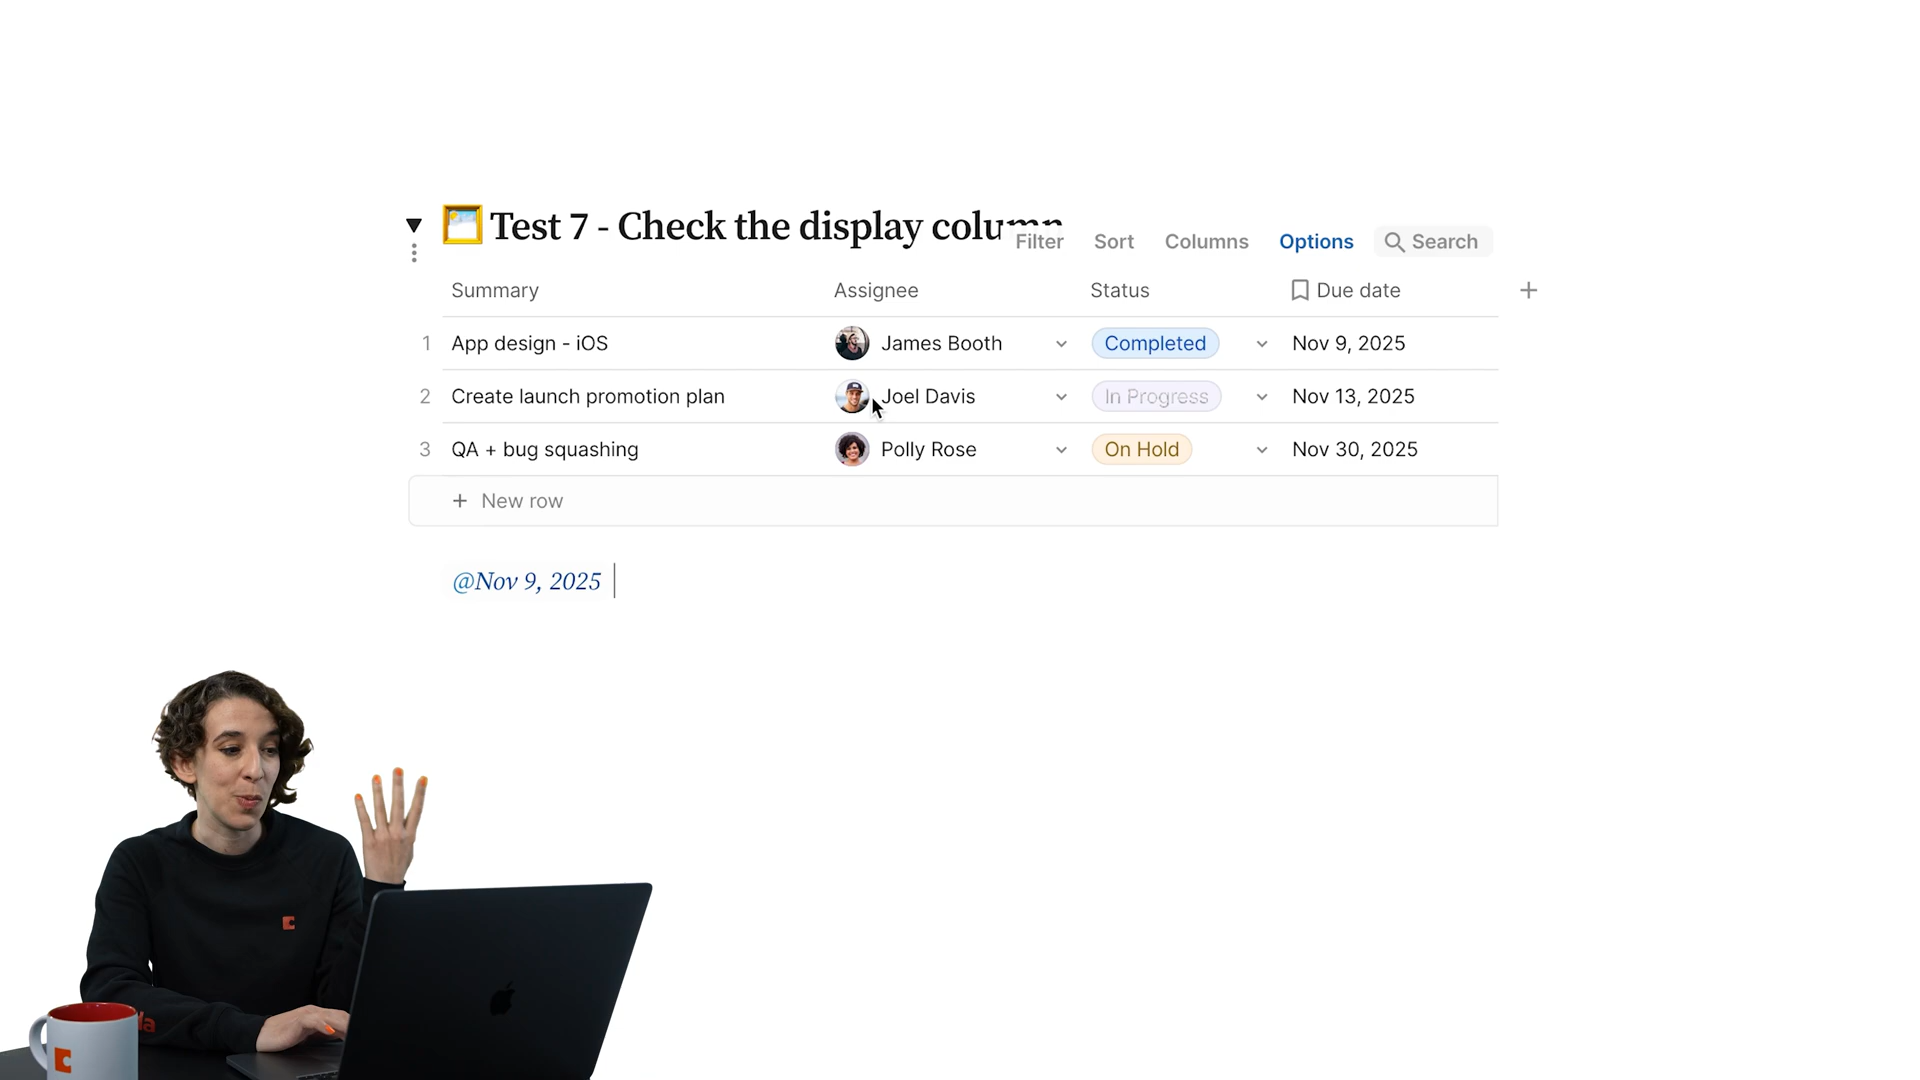 Test 7 - Check the display column
Filter Sort Columns Options Search
Summary Assignee Status Due date
1 App design - iOS James Booth Completed Nov 9, 2025
2 Create launch promotion plan Joel Davis In Progress Nov 13, 2025
3 QA + bug squashing Polly Rose On Hold Nov 30, 2025
+ New row
@Nov 9, 2025
da